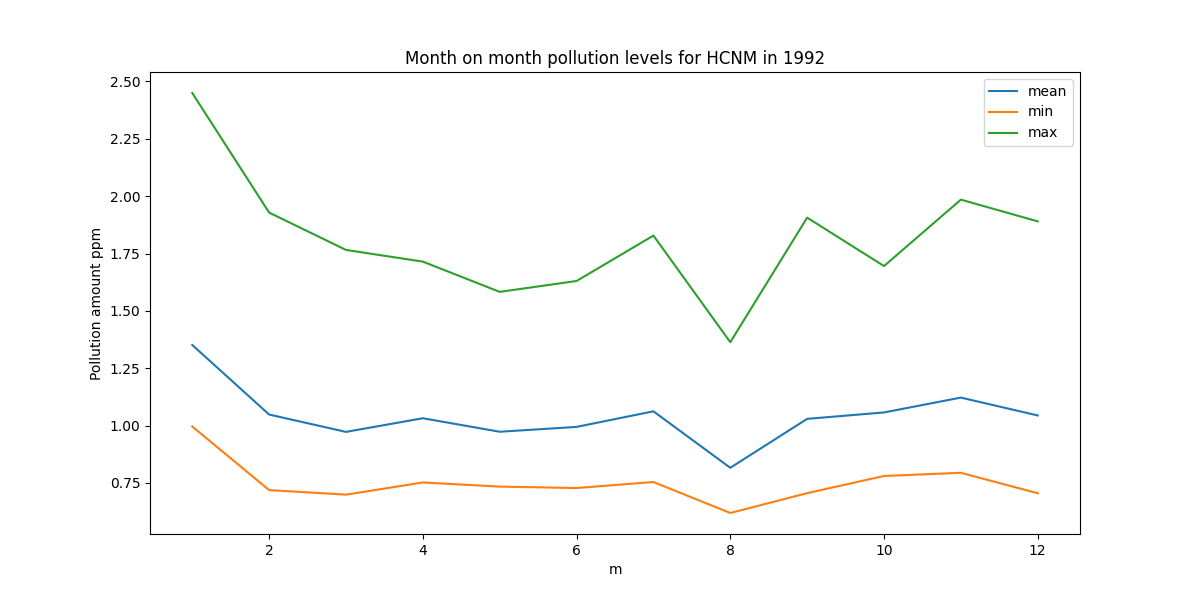 Month on month pollution levels for HCNM in 1992
mean
min
max
Pollution amount ppm
2.50
2.25
2.00
1.75
1.50
1.25
1.00
0.75
2 4 6 8 10 12
m